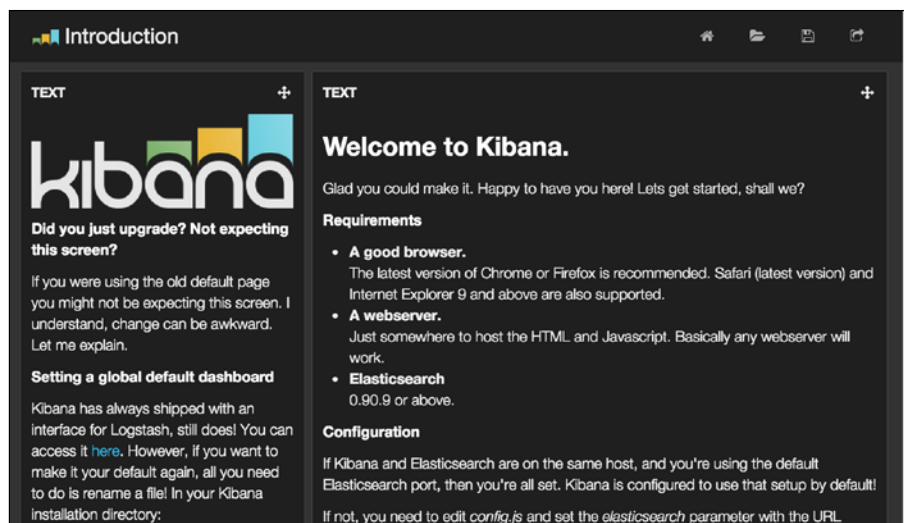 Introduction
TEXT
kibana
Did you just upgrade? Not expecting
this screen?
If you were using the old default page
you might not be expecting this screen. I
understand, change can be awkward.
Let me explain.
Setting a global default dashboard
Kibana has always shipped with an
interface for Logstash, still does! You can
access it here. However, if you want to
make it your default again, all you need
to do is rename a file! In your Kibana
installation directory:
TEXT
Welcome to Kibana.
Glad you could make it. Happy to have you here! Lets get started, shall we?
Requirements
• A good browser.
The latest version of Chrome or Firefox is recommended. Safari (latest version) and
Internet Explorer 9 and above are also supported.
• A webserver.
Just somewhere to host the HTML and Javascript. Basically any webserver will
work.
• Elasticsearch
0.90.9 or above.
Configuration
If Kibana and Elasticsearch are on the same host, and you're using the default
Elasticsearch port, then you're all set. Kibana is configured to use that setup by default!
If not, you need to edit config.js and set the elasticsearch parameter with the URL